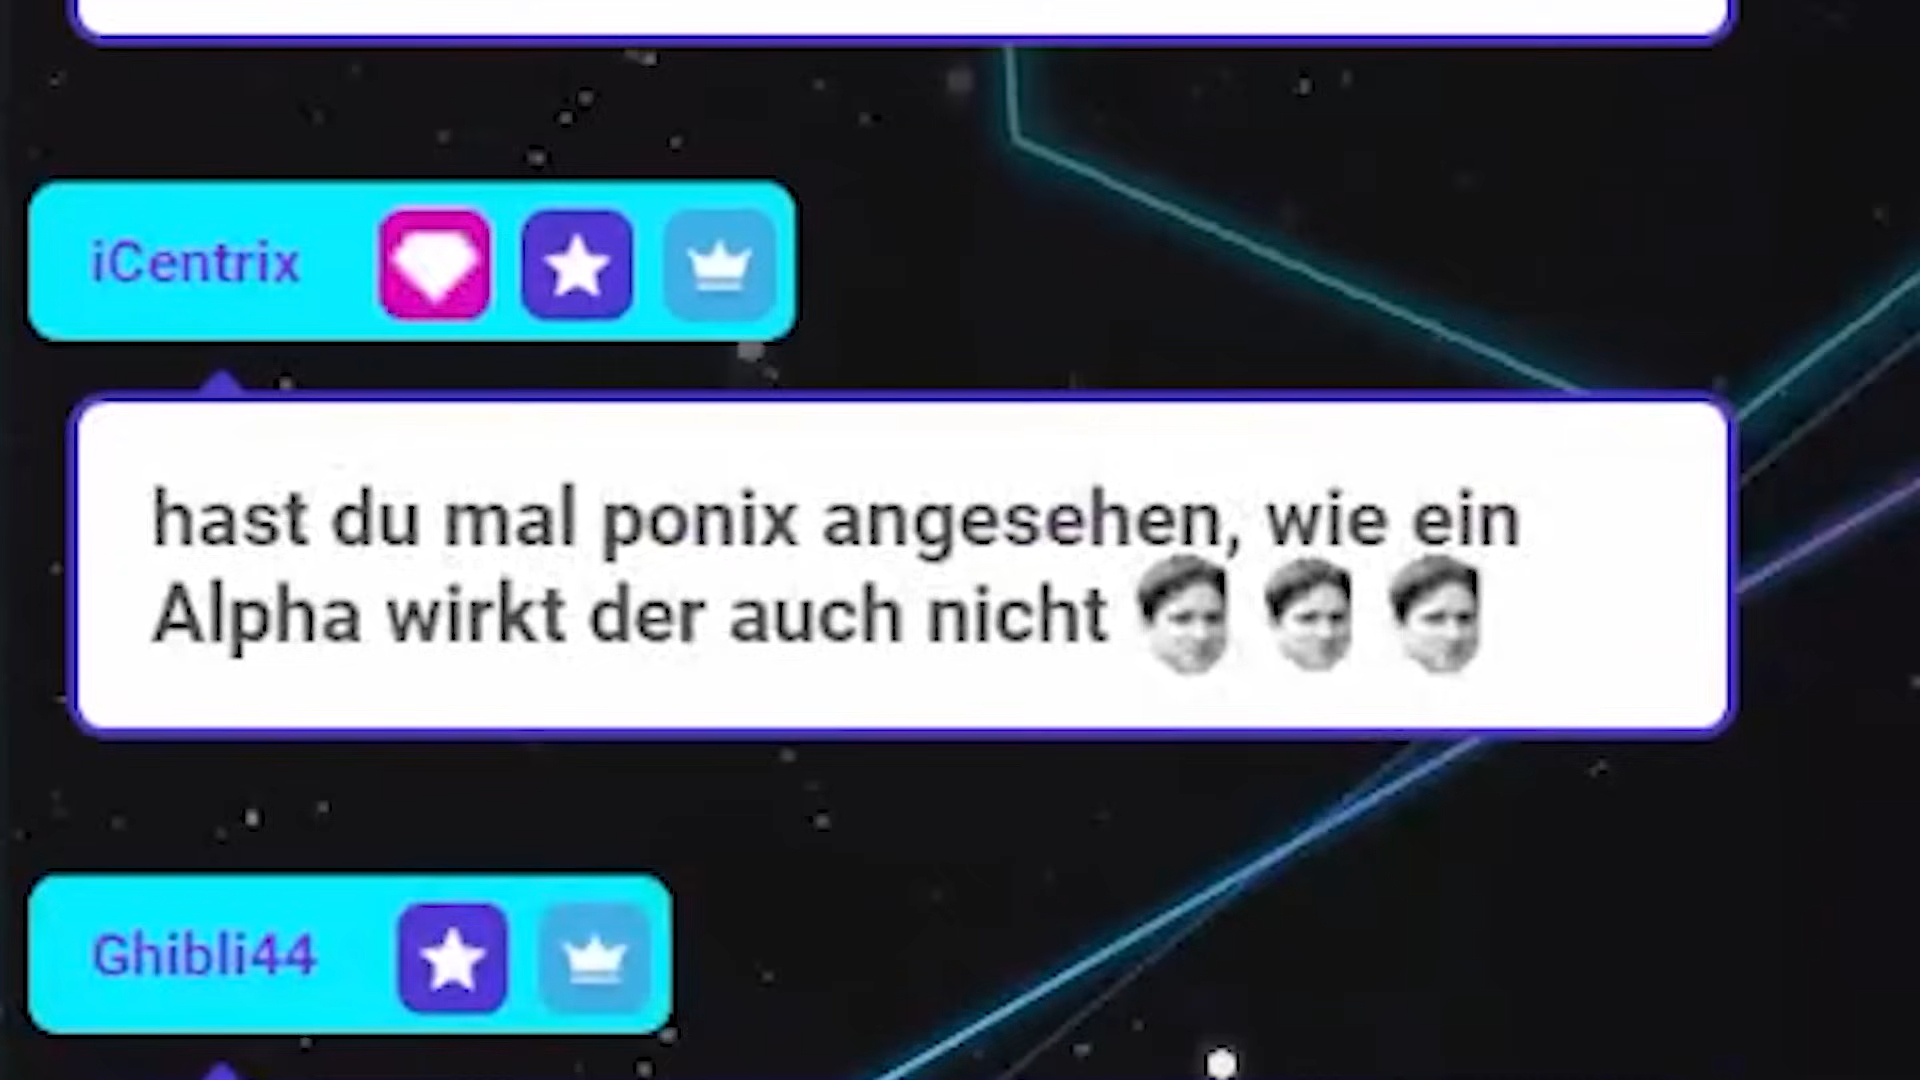 iCentrix
hast du mal ponix angesehen, wie ein
Alpha wirkt der auch nicht
Ghibli44